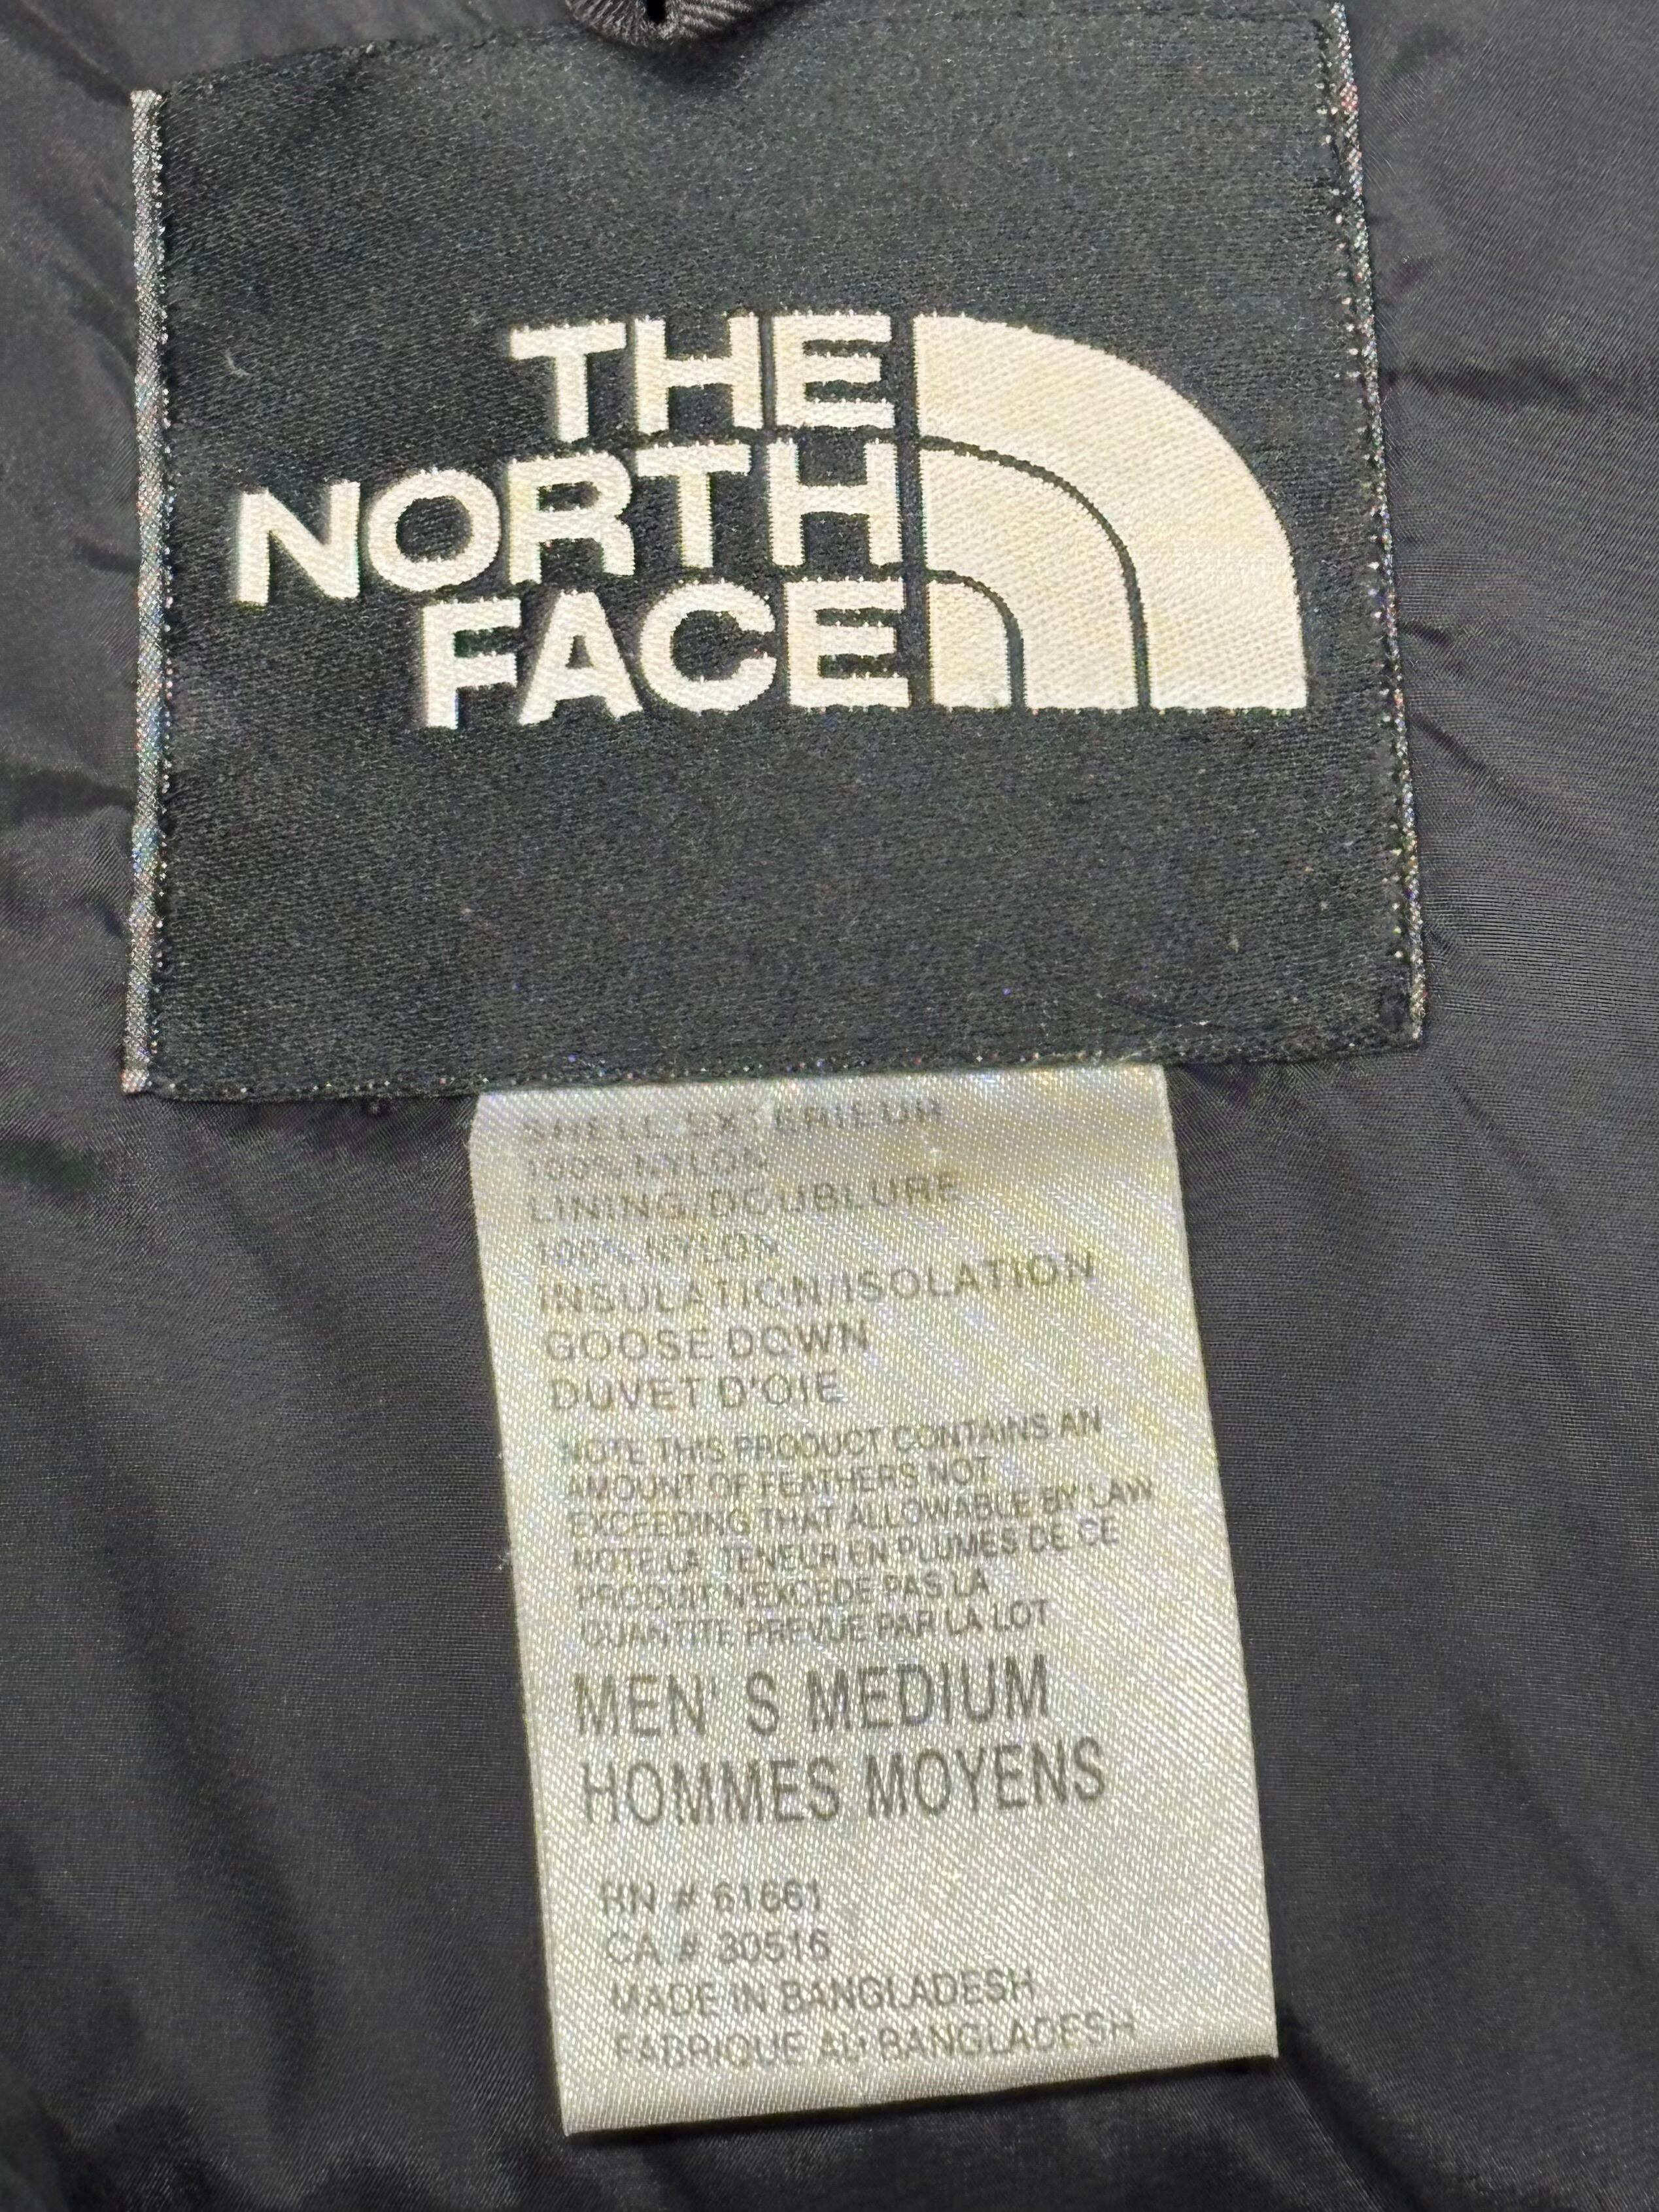 THE
NORTH
FACE
SHELL/EXTERIEUR
100% NYLON
LINING/DOUBLURE
100% NYLON
INSULATION/ISOLATION
GOOSE DOWN
DUVET D'OIE
NOTE THIS PRODUCT CONTAINS AN
AMOUNT OF FEATHERS NOT
EXCEEDING THAT ALLOWABLE BY LAW
NOTE LA TENEUR EN PLUMES DE CE
PRODUIT N'EXCEDE PAS LA
QUANTITE PREVUE PAR LA LOT
MEN'S MEDIUM
HOMMES MOYENS
RN # 61661
CA # 30516
MADE IN BANGLADESH
FABRIQUE AU BANGLADESH